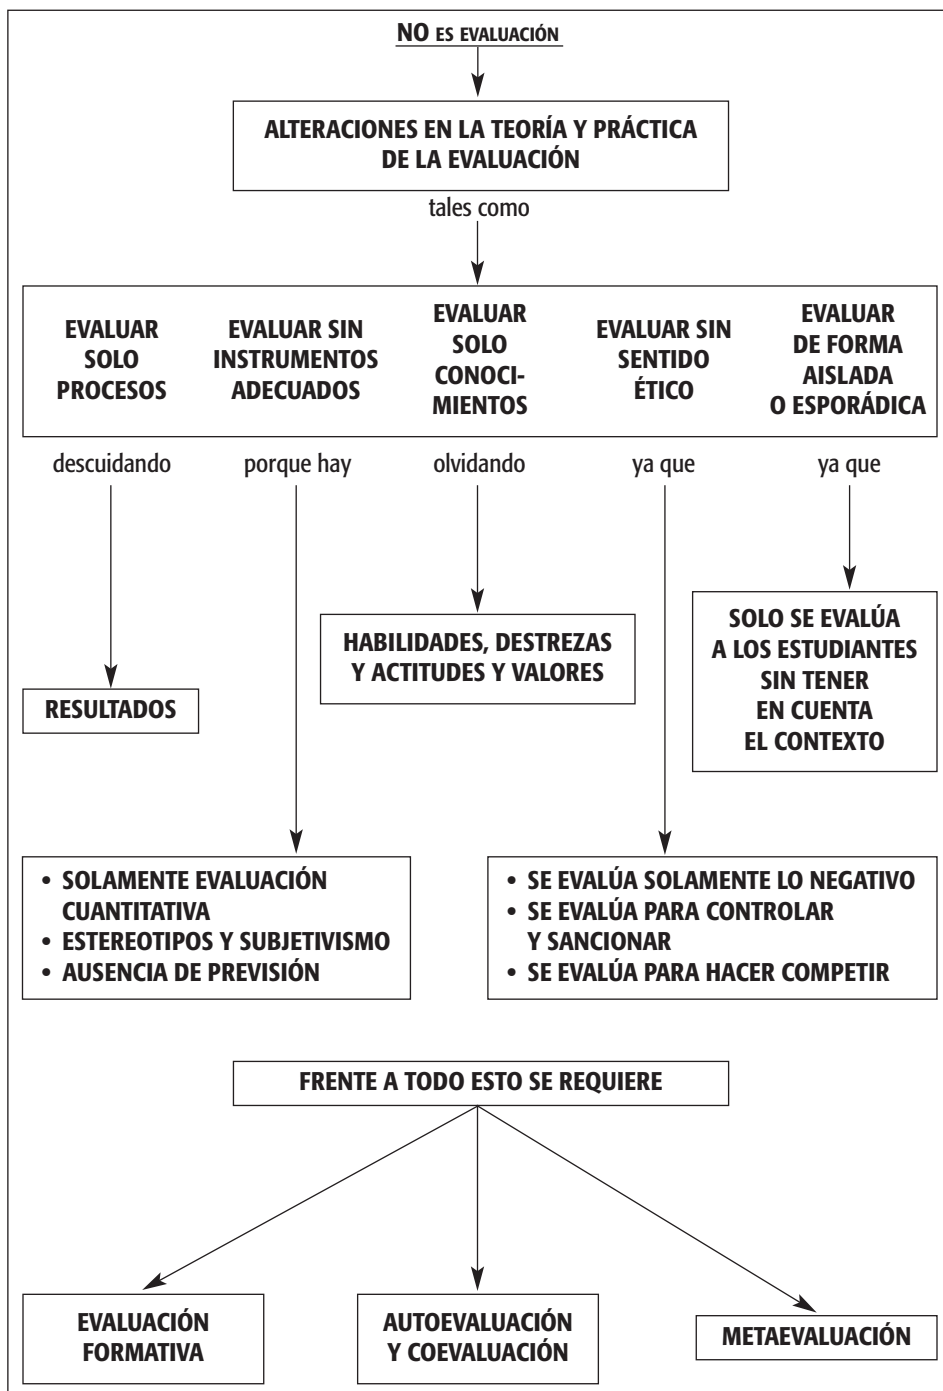 NO ES EVALUACIÓN
ALTERACIONES EN LA TEORÍA Y PRÁCTICA
DE LA EVALUACIÓN
tales como
EVALUAR
SOLO
PROCESOS
EVALUAR SIN
INSTRUMENTOS
ADECUADOS
EVALUAR
SOLO
CONOCI-
MIENTOS
EVALUAR SIN
SENTIDO
ÉTICO
EVALUAR
DE FORMA
AISLADA
O ESPORÁDICA
descuidando
porque hay
olvidando
ya que
ya que
RESULTADOS
HABILIDADES, DESTREZAS
Y ACTITUDES Y VALORES
SOLO SE EVALÚA
A LOS ESTUDIANTES
SIN TENER
EN CUENTA
EL CONTEXTO
• SOLAMENTE EVALUACIÓN
CUANTITATIVA
• ESTEREOTIPOS Y SUBJETIVISMO
• AUSENCIA DE PREVISIÓN
• SE EVALÚA SOLAMENTE LO NEGATIVO
• SE EVALÚA PARA CONTROLAR
Y SANCIONAR
• SE EVALÚA PARA HACER COMPETIR
FRENTE A TODO ESTO SE REQUIERE
EVALUACIÓN
FORMATIVA
AUTOEVALUACIÓN
Y COEVALUACIÓN
METAEVALUACIÓN